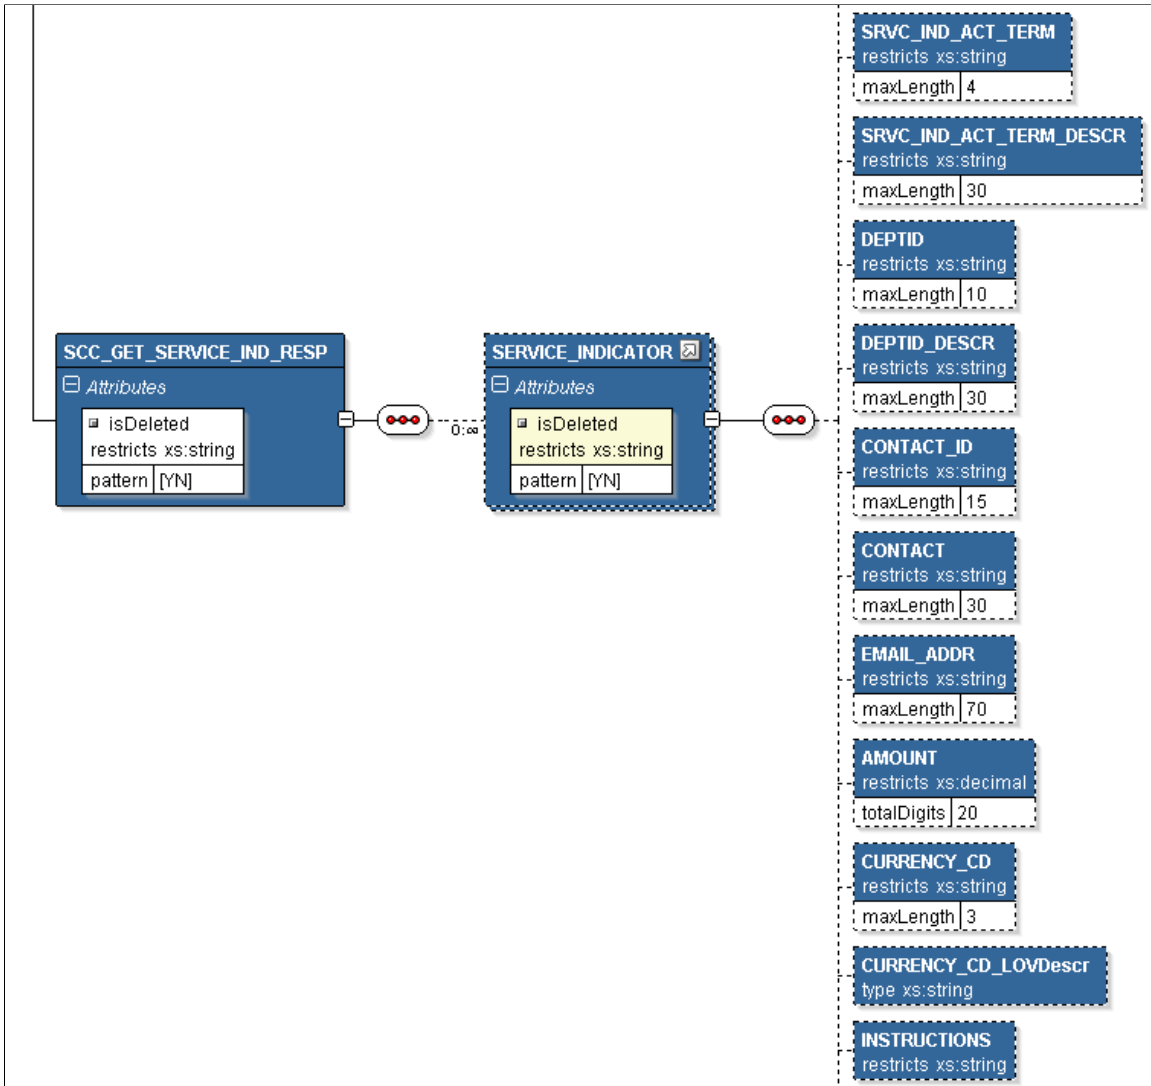 SRVC_IND_ACT_TERM
restricts xs:string
maxLength 4
SRVC_IND_ACT_TERM_DESCR
restricts xs:string
maxLength 30
DEPTID
restricts xs:string
maxLength 10
DEPTID_DESCR
restricts xs:string
maxLength 30
SCC_GET_SERVICE_IND_RESP
Attributes
isDeleted
restricts xs:string
pattern [YN]
0:∞
SERVICE_INDICATOR
Attributes
isDeleted
restricts xs:string
pattern [YN]
CONTACT_ID
restricts xs:string
maxLength 15
CONTACT
restricts xs:string
maxLength 30
EMAIL_ADDR
restricts xs:string
maxLength 70
AMOUNT
restricts xs:decimal
totalDigits 20
CURRENCY_CD
restricts xs:string
maxLength 3
CURRENCY_CD_LOVDescr
type xs:string
INSTRUCTIONS
restricts xs:string